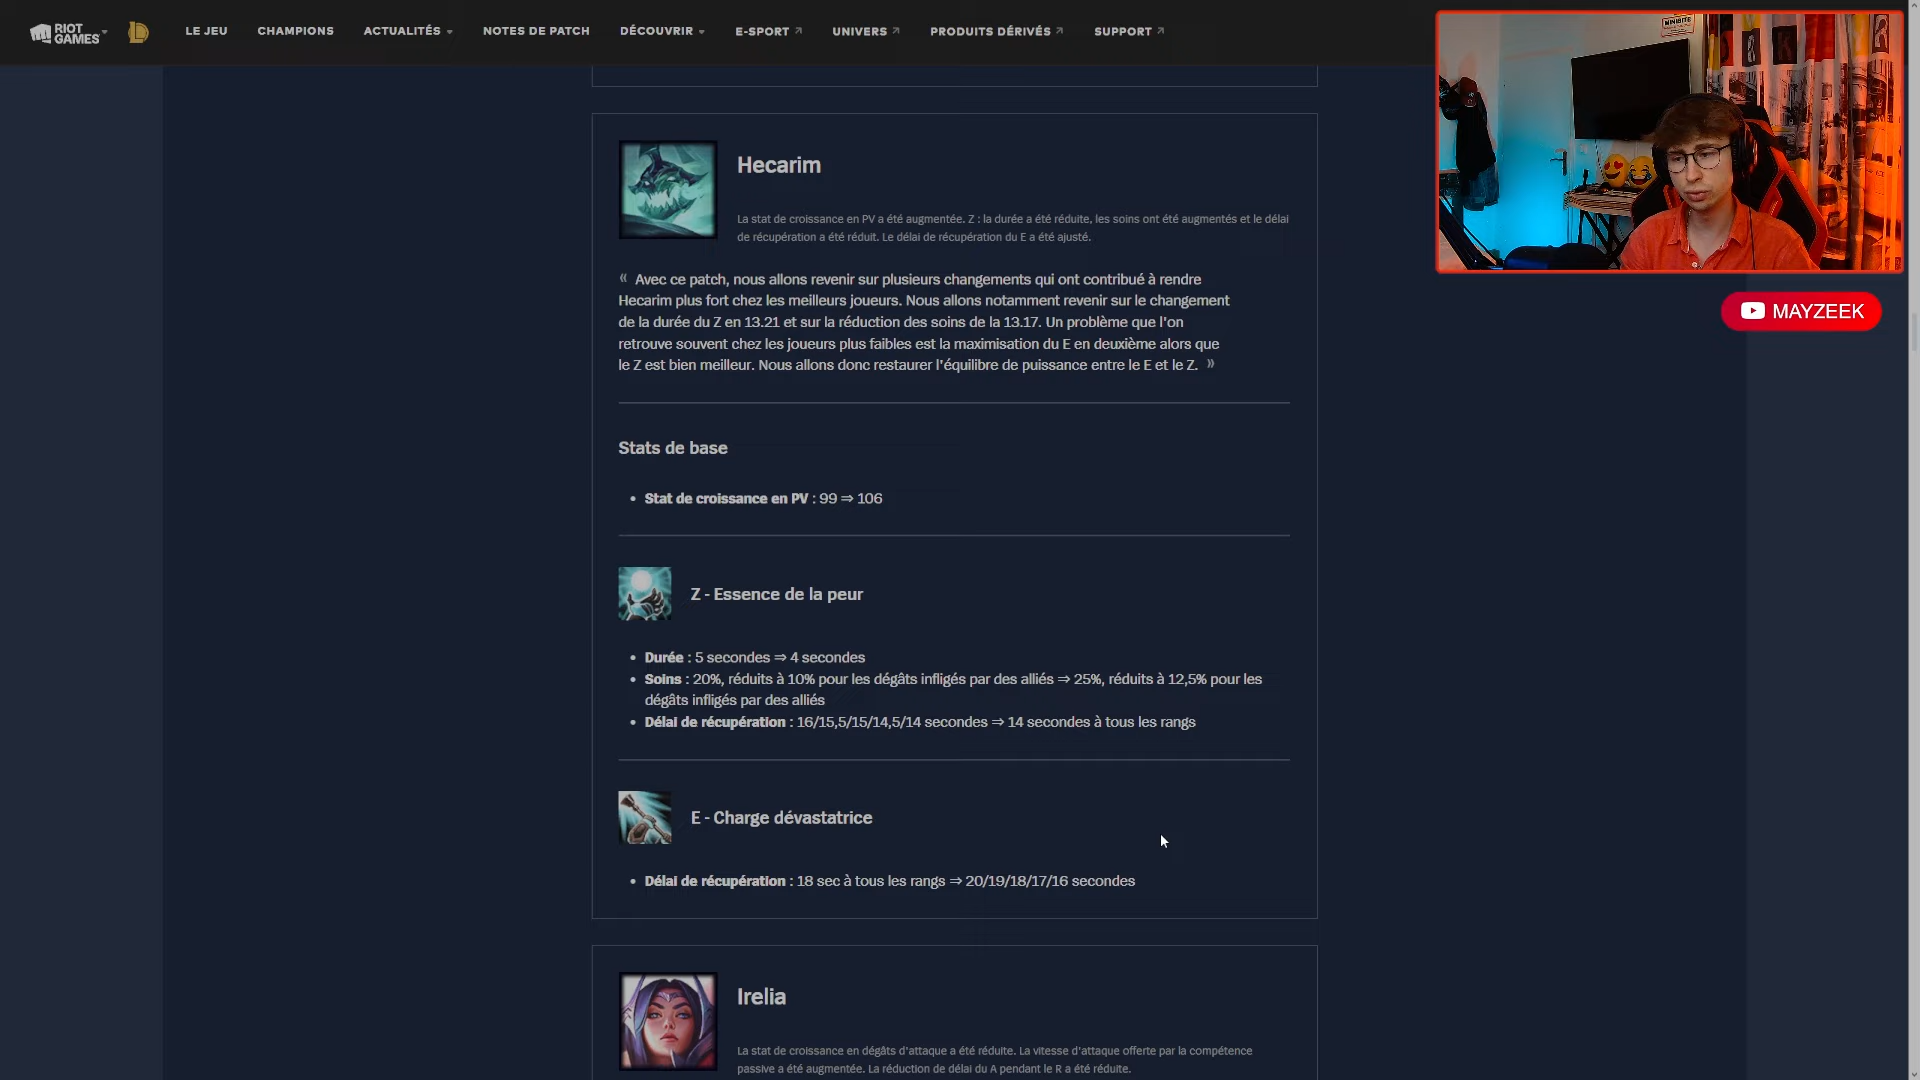 RIOT GAMES
LE JEU CHAMPIONS ACTUALITÉS NOTES DE PATCH DÉCOUVRIR E-SPORT UNIVERS PRODUITS DÉRIVÉS SUPPORT
MAYZEEK
Hecarim
La stat de croissance en PV a été augmentée. Z : la durée a été réduite, les soins ont été augmentés et le délai
de récupération a été réduit. Le délai de récupération du E a été ajusté.
« Avec ce patch, nous allons revenir sur plusieurs changements qui ont contribué à rendre
Hecarim plus fort chez les meilleurs joueurs. Nous allons notamment revenir sur le changement
de la durée du Z en 13.21 et sur la réduction des soins de la 13.17. Un problème que l'on
retrouve souvent chez les joueurs plus faibles est la maximisation du E en deuxième alors que
le Z est bien meilleur. Nous allons donc restaurer l'équilibre de puissance entre le E et le Z. »
Stats de base
• Stat de croissance en PV : 99 ⇒ 106
Z - Essence de la peur
• Durée : 5 secondes ⇒ 4 secondes
• Soins : 20%, réduits à 10% pour les dégâts infligés par des alliés ⇒ 25%, réduits à 12,5% pour les
dégâts infligés par des alliés
• Délai de récupération : 16/15,5/15/14,5/14 secondes ⇒ 14 secondes à tous les rangs
E - Charge dévastatrice
• Délai de récupération : 18 sec à tous les rangs ⇒ 20/19/18/17/16 secondes
Irelia
La stat de croissance en dégâts d'attaque a été réduite. La vitesse d'attaque offerte par la compétence
passive a été augmentée. La réduction de délai du A pendant le R a été réduite.